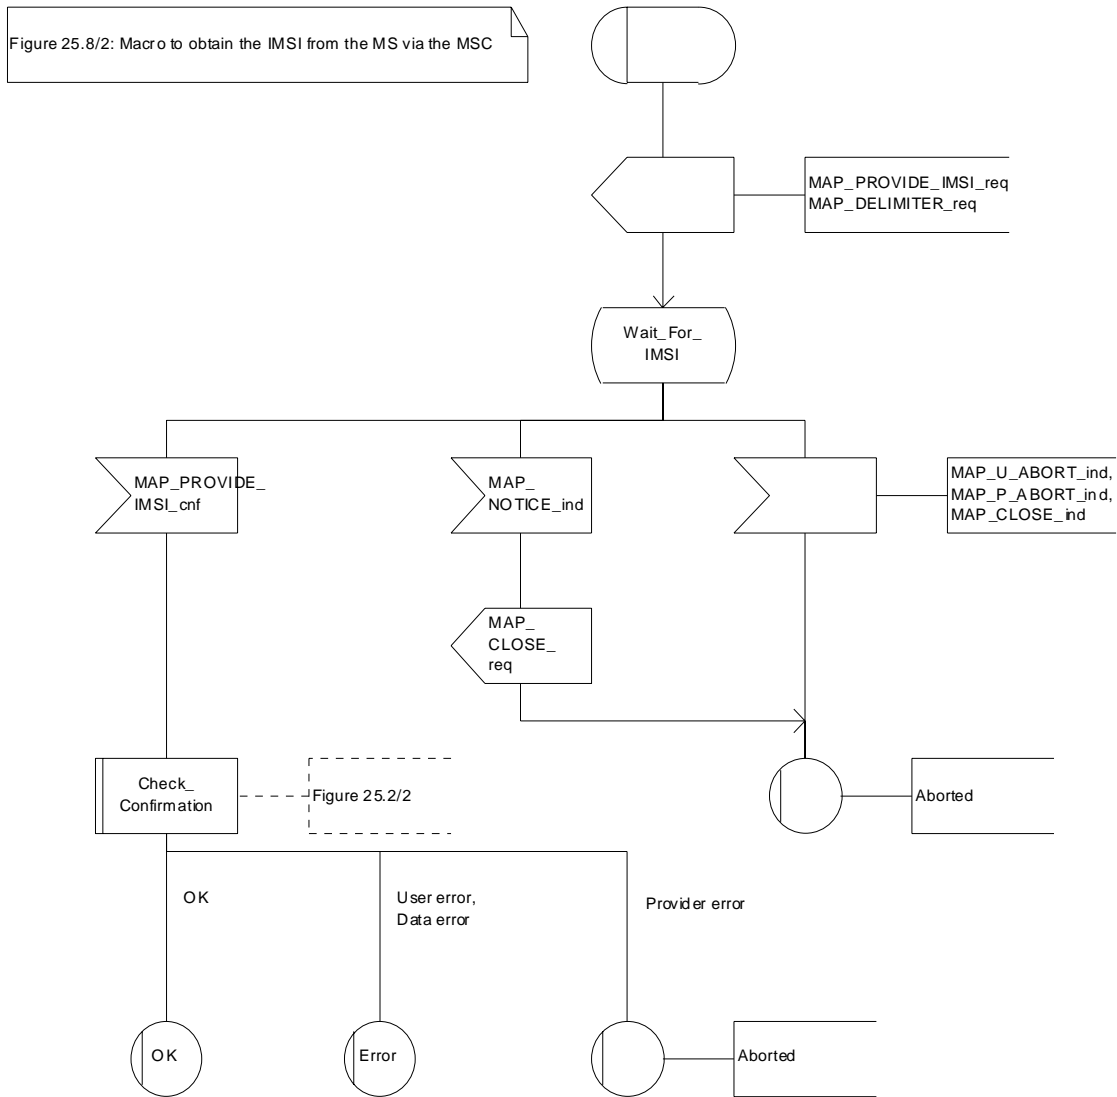 Figure 25.8/2: Macro to obtain the IMSI from the MS via the MSC
MAP_PROVIDE_IMSI_req
MAP_DELIMITER_req
Wait_For_
IMSI
MAP_PROVIDE_
IMSI_cnf
MAP_
NOTICE_ind
MAP_U_ABORT_ind,
MAP_P_ABORT_ind,
MAP_CLOSE_ind
MAP_
CLOSE_
req
Check_
Confirmation
Figure 25.2/2
Aborted
OK
User error,
Data error
Provider error
OK
Error
Aborted